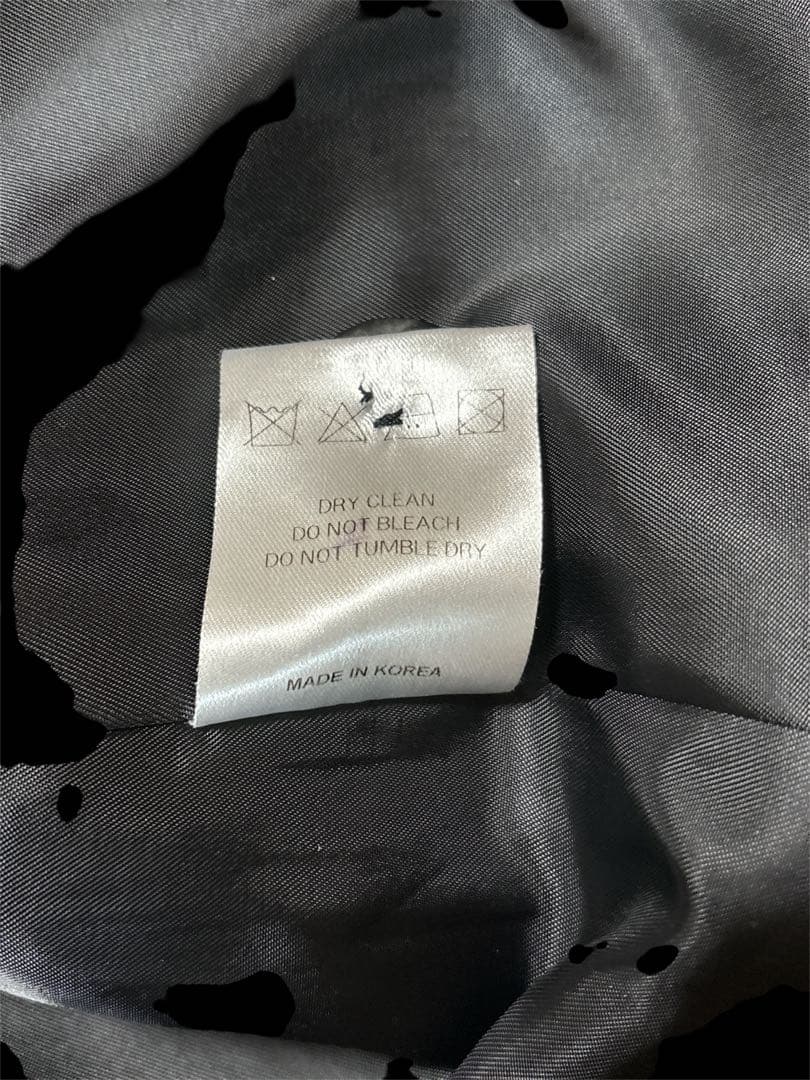 DRY CLEAN
DO NOT BLEACH
DO NOT TUMBLE DRY
MADE IN KOREA